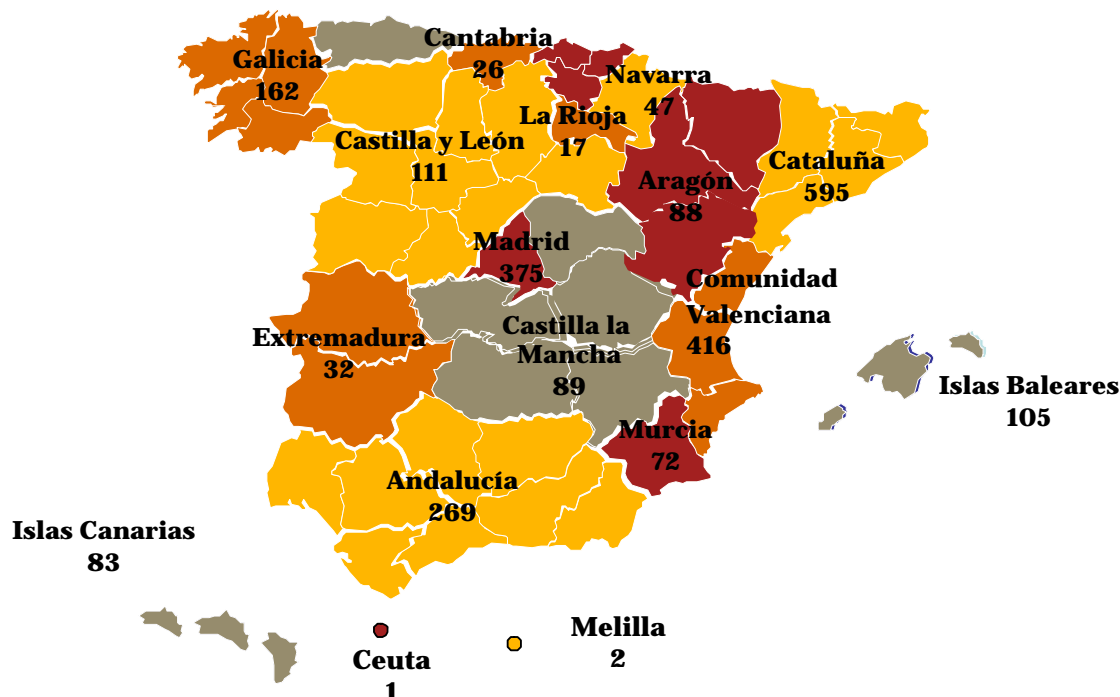 Cantabria
26
Galicia
162
Navarra
47
La Rioja
17
Castilla y León
111
Cataluña
595
Aragón
88
Madrid
375
Comunidad
Valenciana
416
Extremadura
32
Castilla la
Mancha
89
Islas Baleares
105
Murcia
72
Andalucía
269
Islas Canarias
83
Melilla
2
Ceuta
1